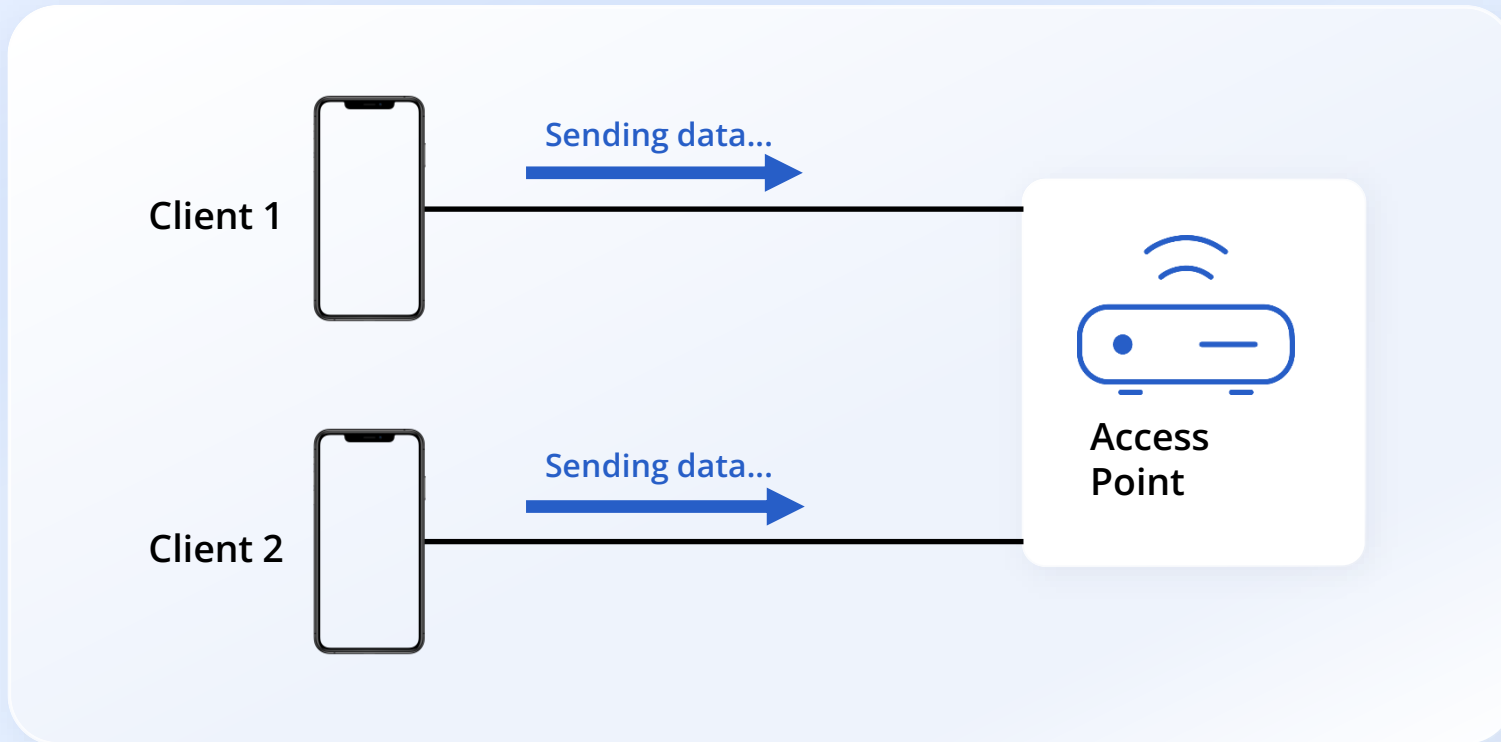 Sending data...
Client 1
Access
Point
Sending data...
Client 2